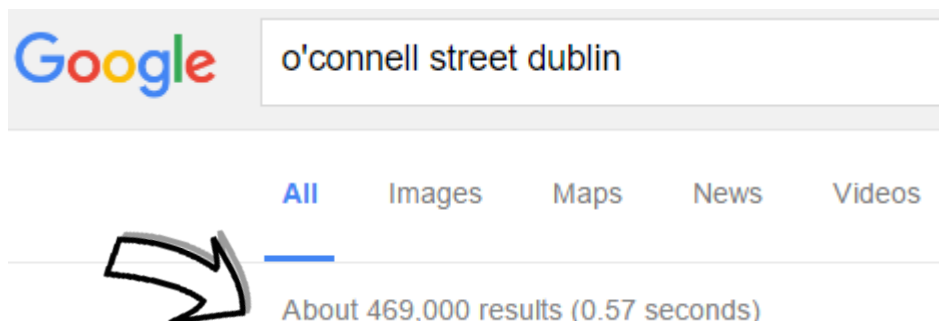 Google o'connell street dublin
All Images Maps News Videos
About 469,000 results (0.57 seconds)